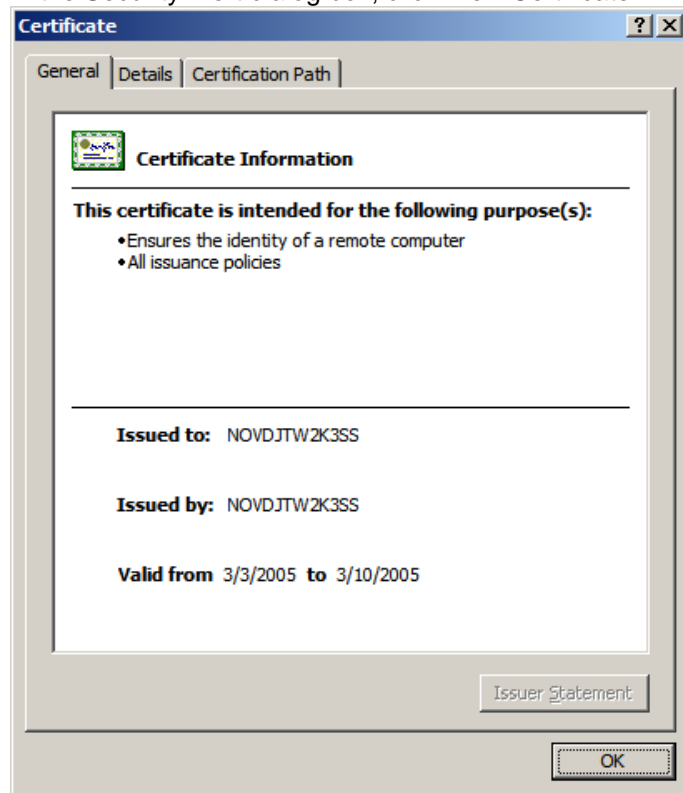 Certificate
General Details Certification Path
Certificate Information
This certificate is intended for the following purpose(s):
•Ensures the identity of a remote computer
•All issuance policies
Issued to: NOVDJTW2K3SS
Issued by: NOVDJTW2K3SS
Valid from 3/3/2005 to 3/10/2005
Issuer Statement
OK